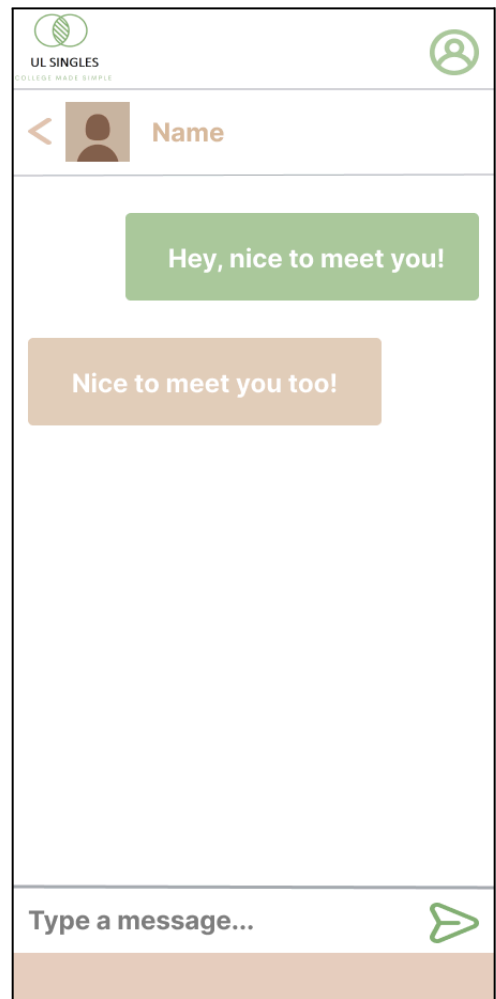 UL SINGLES
COLLEGE MADE SIMPLE
Name
Hey, nice to meet you!
Nice to meet you too!
Type a message...